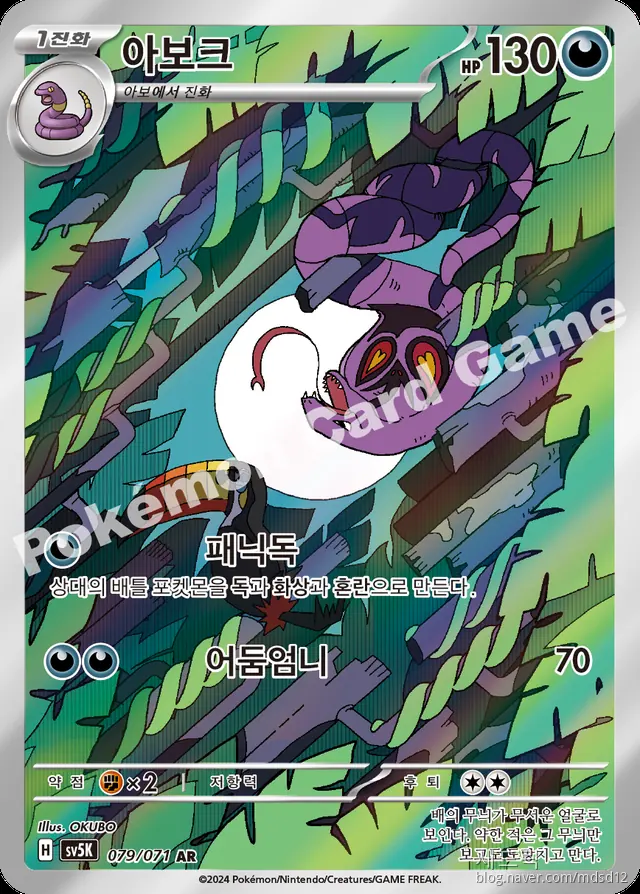 1진화
아보크
HP 130
아보에서 진화
Pokémon Card Game
패닉독
상대의 배틀 포켓몬을 독과 화상과 혼란으로 만든다.
어둠엄니 70
약점 ×2 저항력 후퇴
Illus. OKUBO
H SV5K 079/071 AR
배의 무늬가 무서운 얼굴로
보인다. 약한 적은 그 무늬만
보고도 도망치고 만다.
©2024 Pokémon/Nintendo/Creatures/GAME FREAK.
blog.naver.com/mdsd12